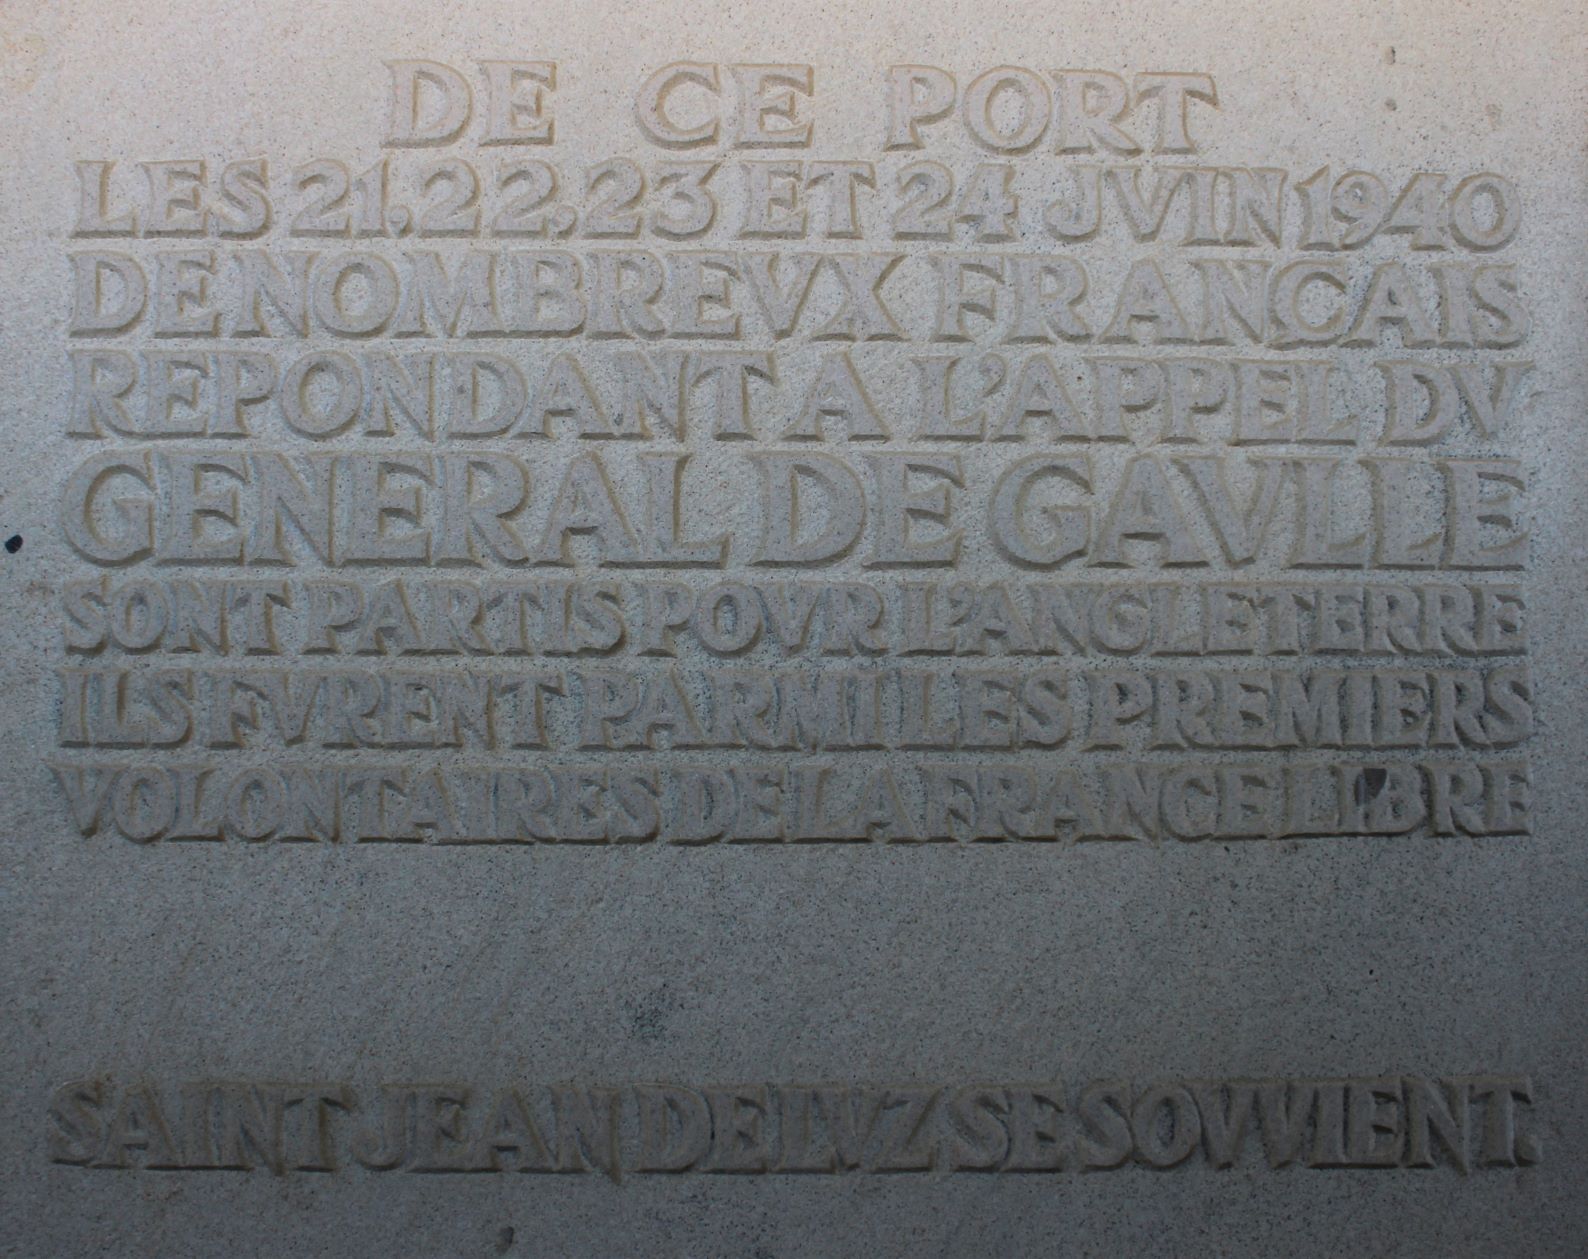 DE CE PORT
LES 21.22.23 ET 24 JVIN 1940
DE NOMBREVX FRANCAIS
REPONDANT A L'APPEL DV
GENERAL DE GAVLLE
SONT PARTIS POVR L'ANGLETERRE
ILS FVRENT PARMI LES PREMIERS
VOLONTAIRES DE LA FRANCE LIBRE
SAINT JEAN DE LVZ SE SOVVIENT.